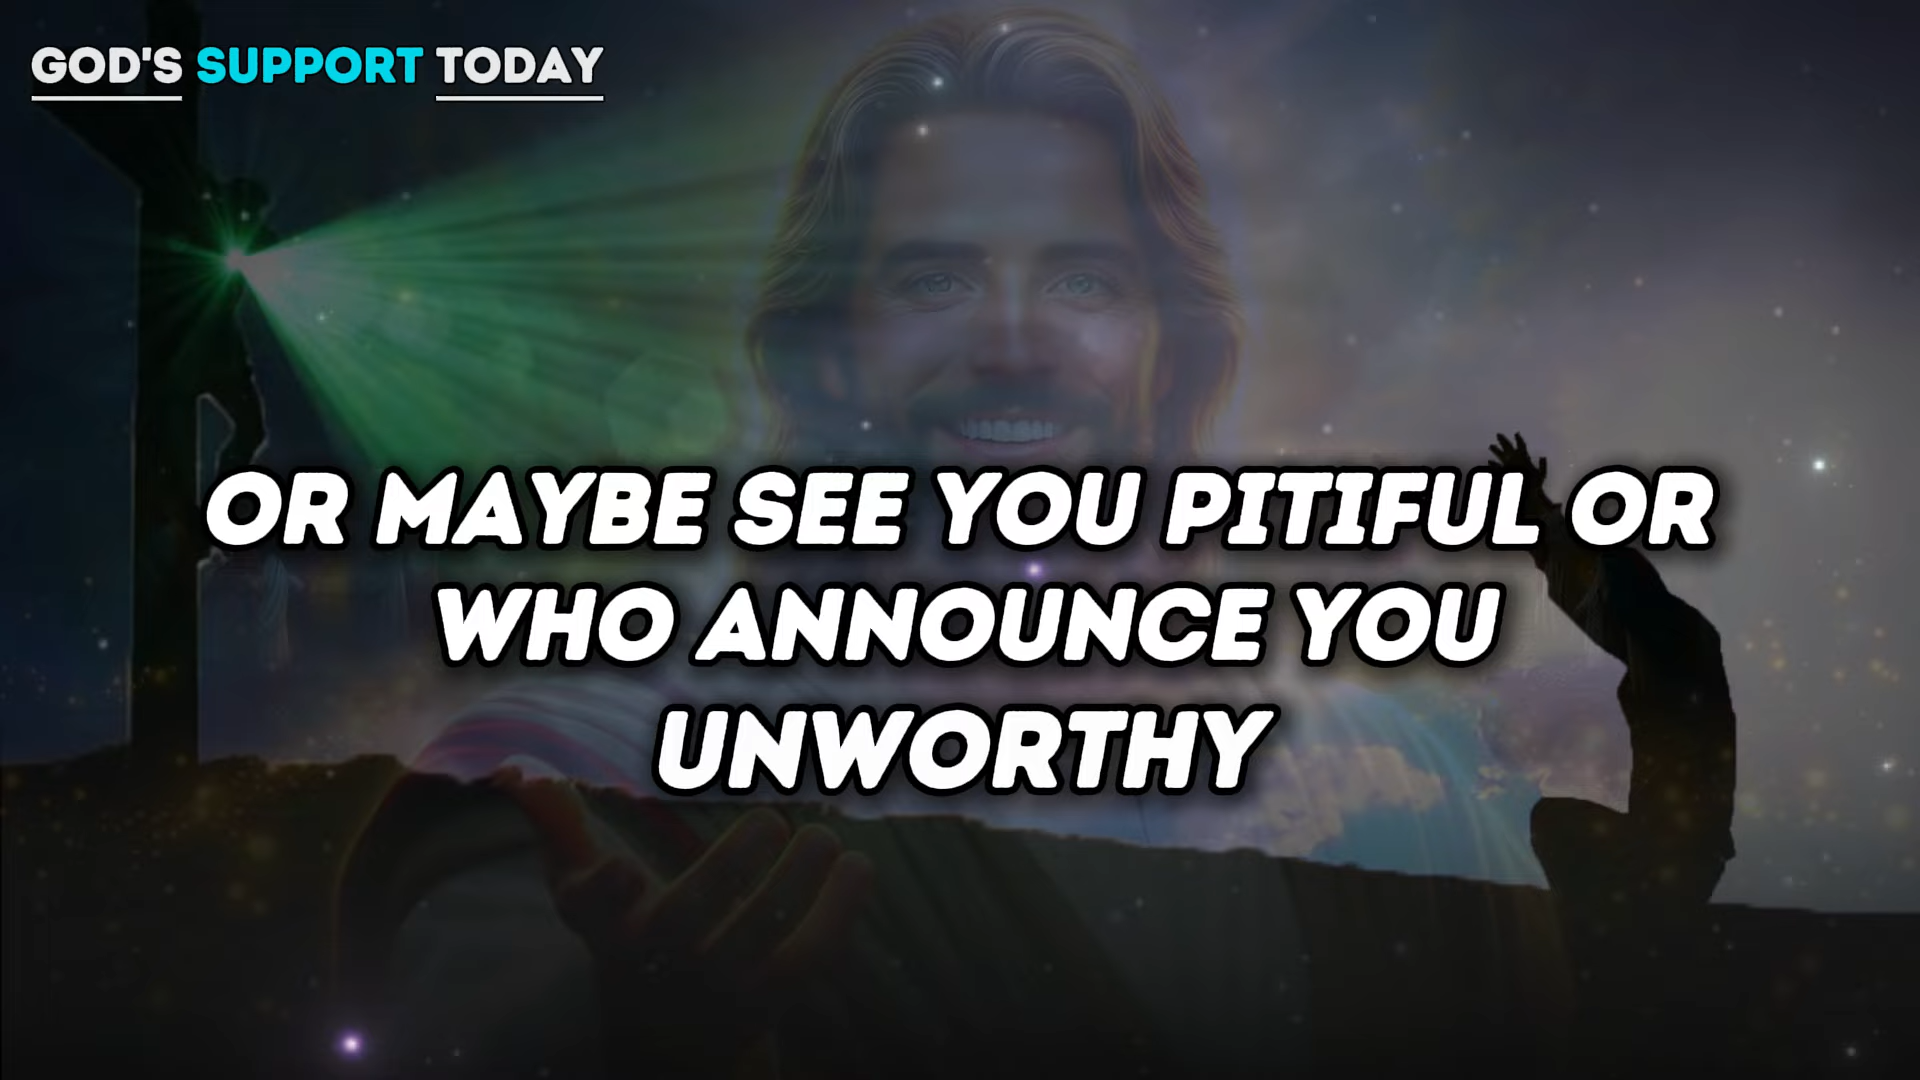 GOD'S SUPPORT TODAY
OR MAYBE SEE YOU PITIFUL OR
WHO ANNOUNCE YOU
UNWORTHY